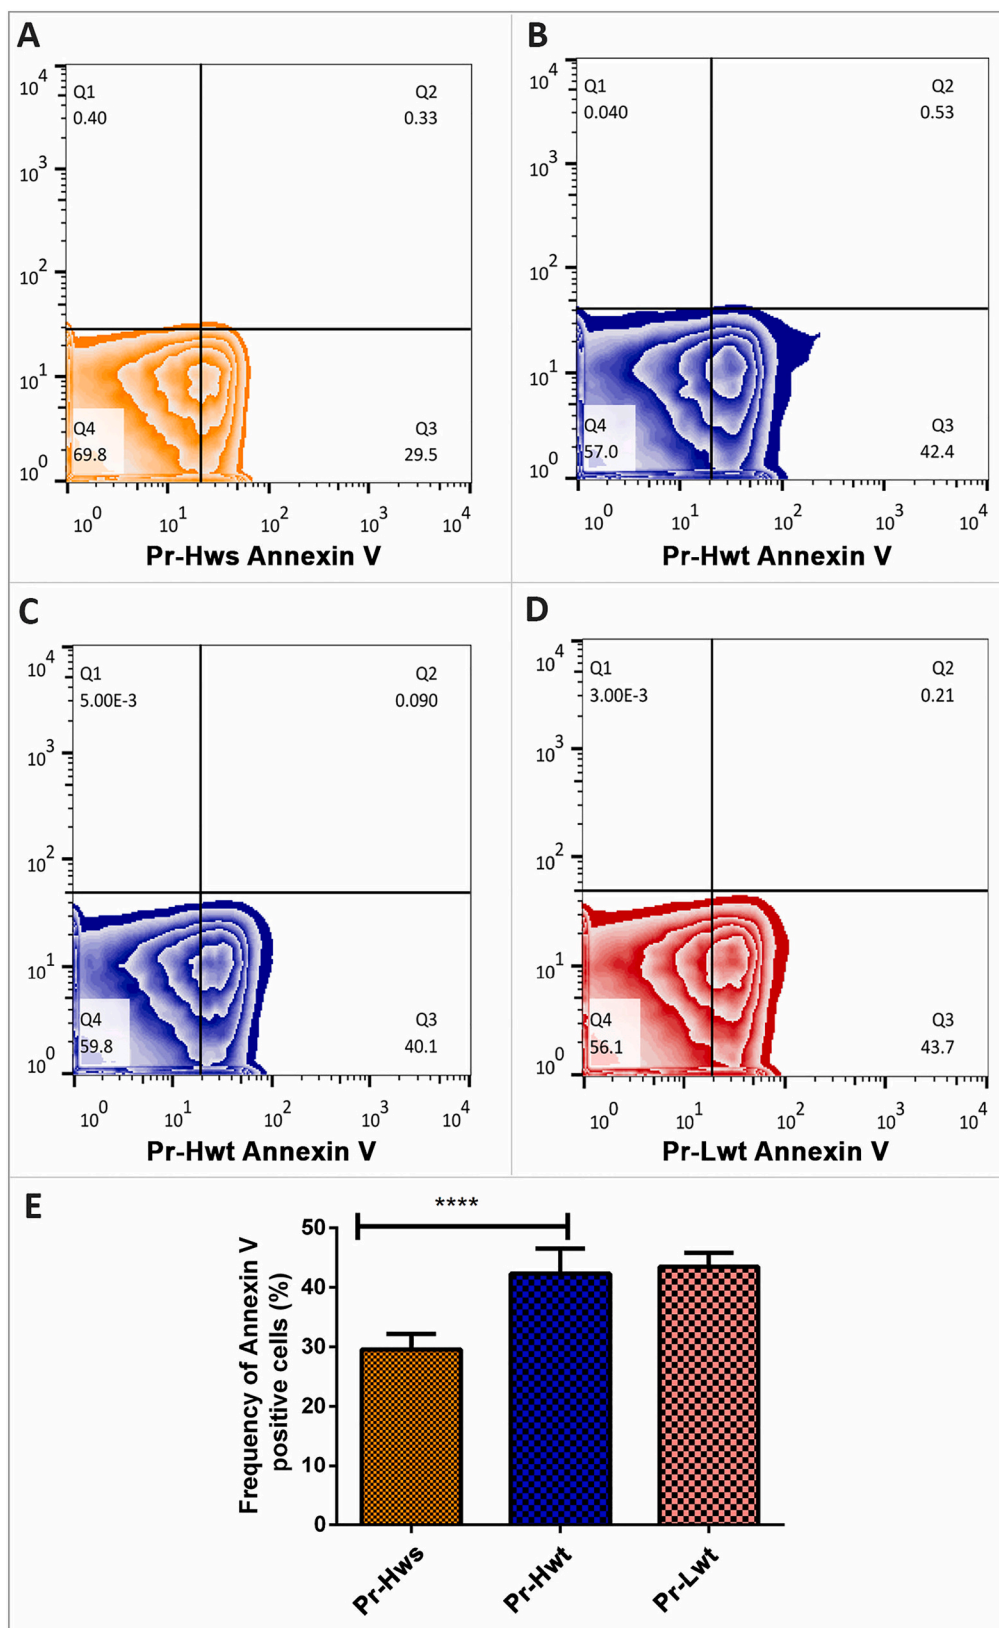 A
Q1
0.40
Q2
0.33
Q4
69.8
Q3
29.5
10^4
10^3
10^2
10^1
10^0
10^0 10^1 10^2 10^3 10^4
Pr-Hws Annexin V
B
Q1
0.040
Q2
0.53
Q4
57.0
Q3
42.4
10^4
10^3
10^2
10^1
10^0
10^0 10^1 10^2 10^3 10^4
Pr-Hwt Annexin V
C
Q1
5.00E-3
Q2
0.090
Q4
59.8
Q3
40.1
10^4
10^3
10^2
10^1
10^0
10^0 10^1 10^2 10^3 10^4
Pr-Hwt Annexin V
D
Q1
3.00E-3
Q2
0.21
Q4
56.1
Q3
43.7
10^4
10^3
10^2
10^1
10^0
10^0 10^1 10^2 10^3 10^4
Pr-Lwt Annexin V
E
****
Frequency of Annexin V
positive cells (%)
50
40
30
20
10
0
Pr-Hws
Pr-Hwt
Pr-Lwt